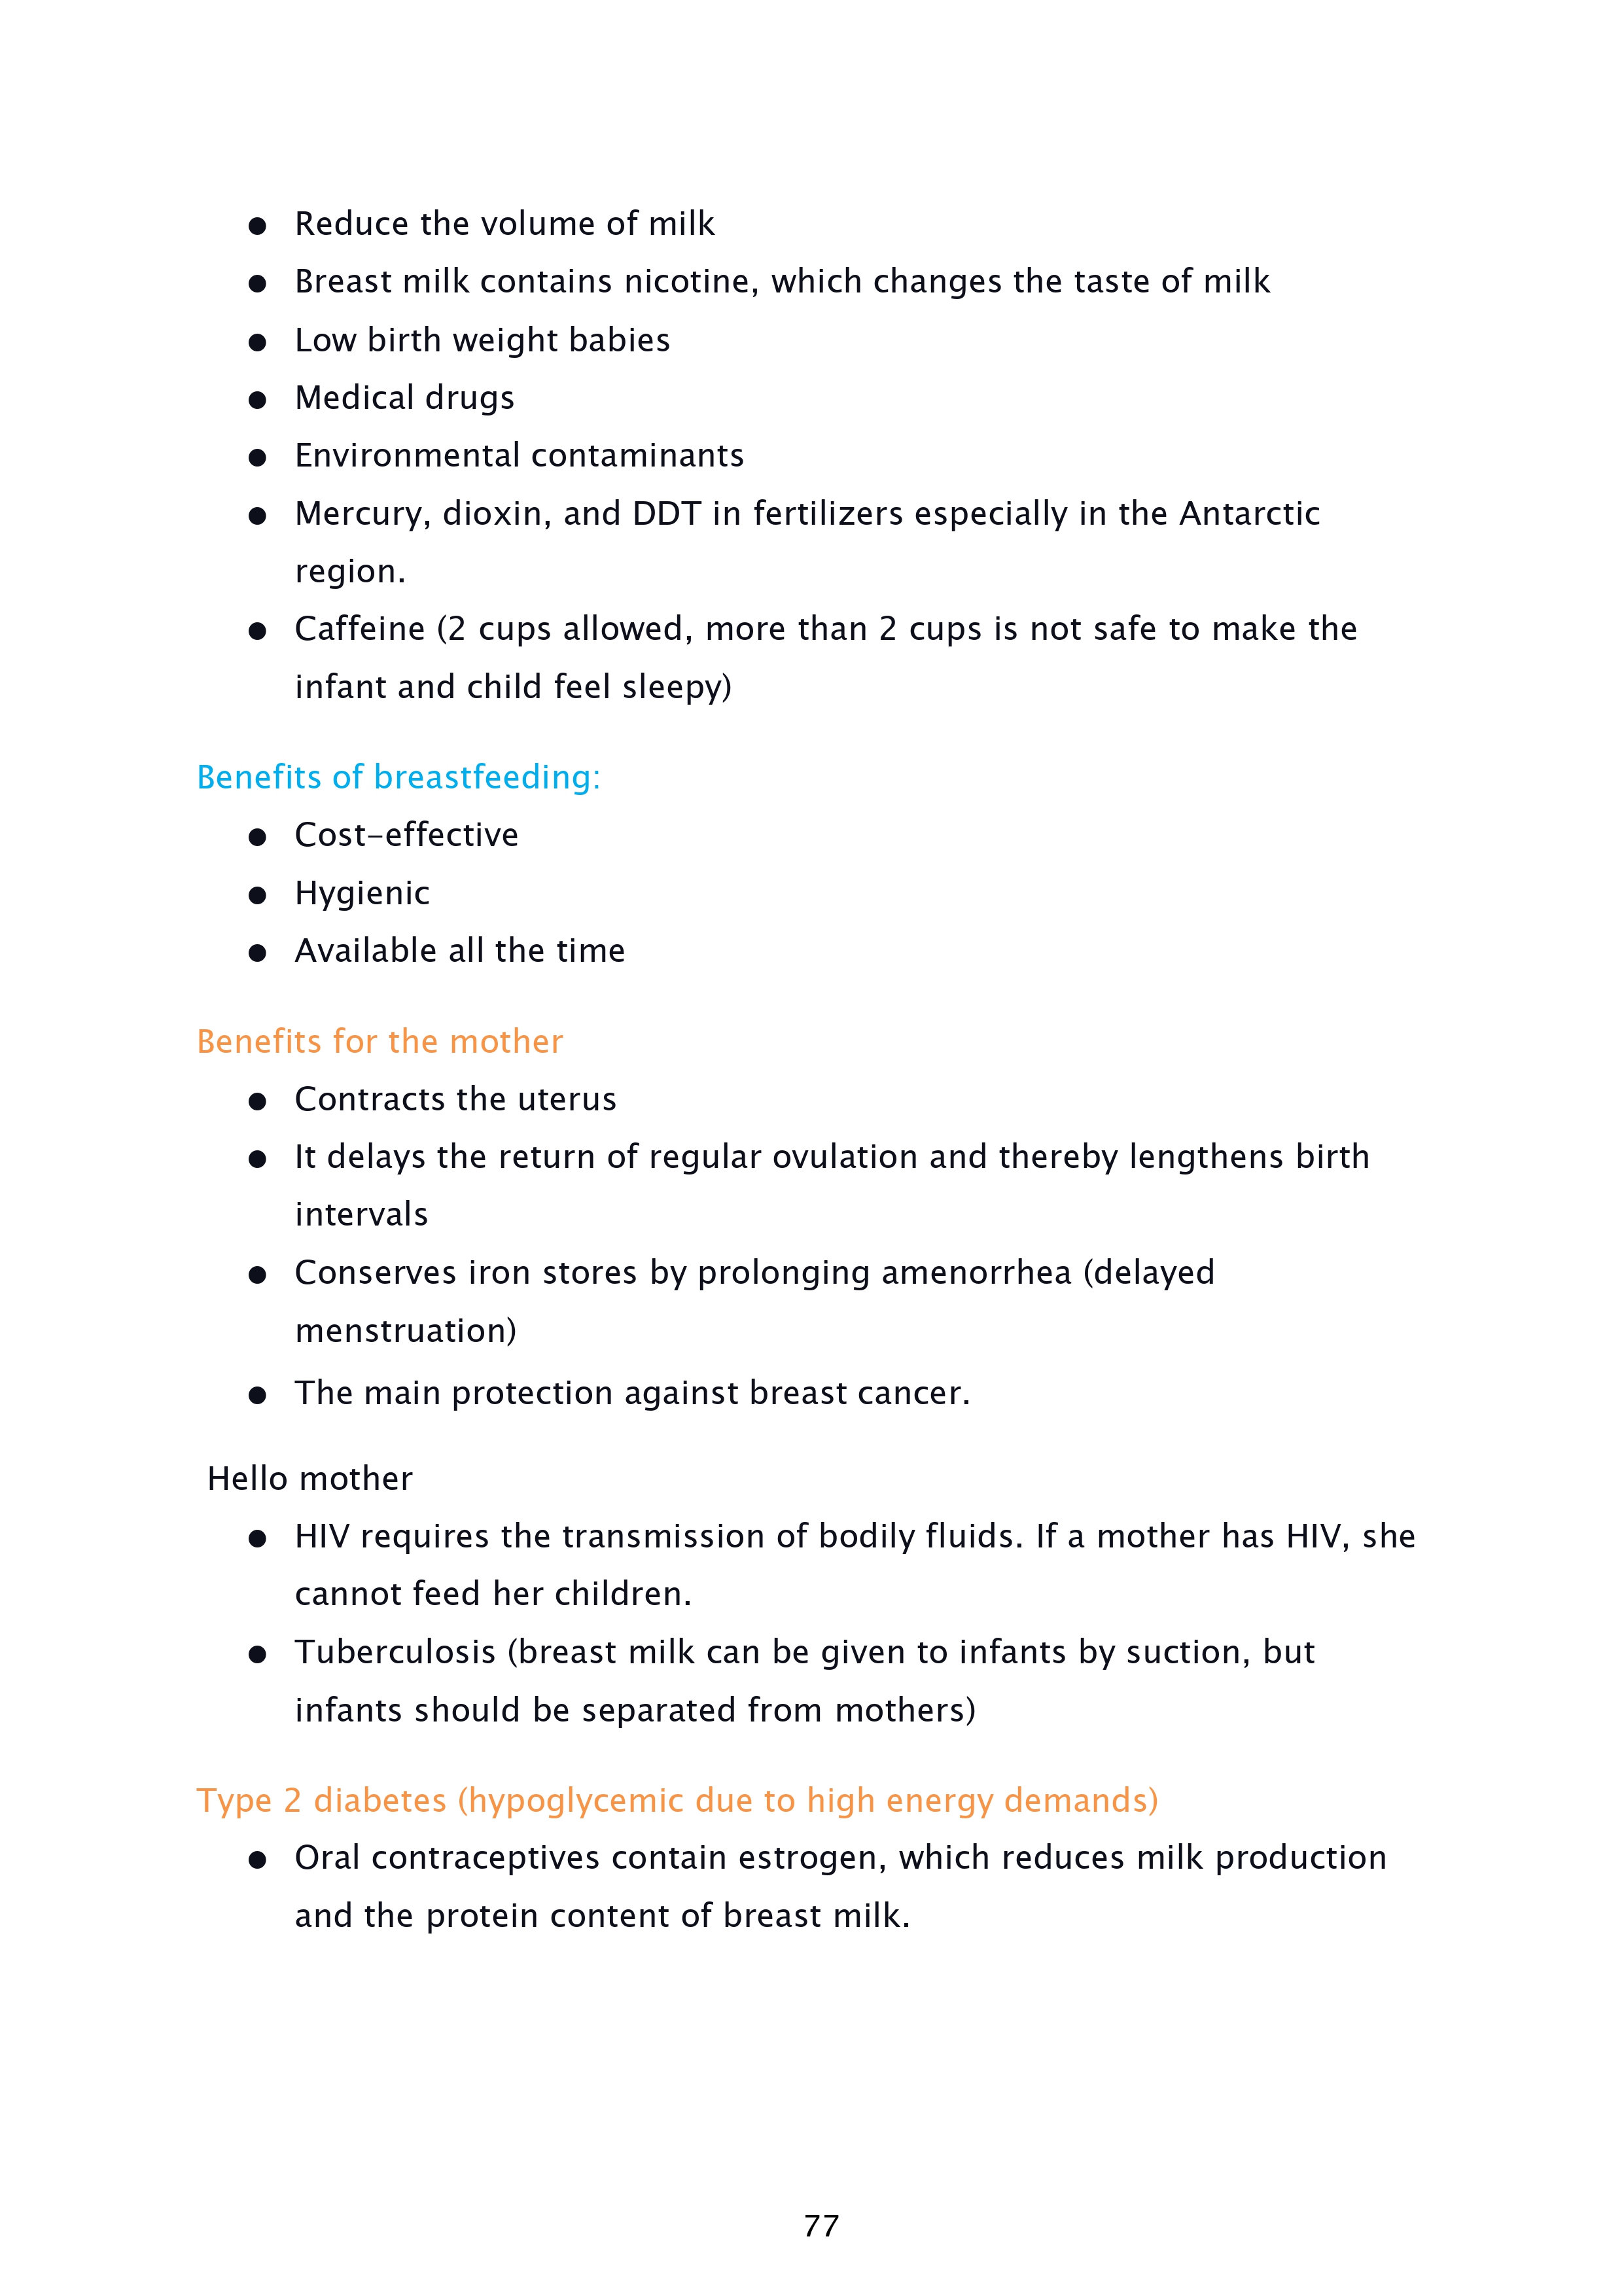 ● Reduce the volume of milk
● Breast milk contains nicotine, which changes the taste of milk
● Low birth weight babies
● Medical drugs
● Environmental contaminants
● Mercury, dioxin, and DDT in fertilizers especially in the Antarctic
region.
● Caffeine (2 cups allowed, more than 2 cups is not safe to make the
infant and child feel sleepy)
Benefits of breastfeeding:
● Cost-effective
● Hygienic
● Available all the time
Benefits for the mother
● Contracts the uterus
● It delays the return of regular ovulation and thereby lengthens birth
intervals
● Conserves iron stores by prolonging amenorrhea (delayed
menstruation)
● The main protection against breast cancer.
Hello mother
● HIV requires the transmission of bodily fluids. If a mother has HIV, she
cannot feed her children.
● Tuberculosis (breast milk can be given to infants by suction, but
infants should be separated from mothers)
Type 2 diabetes (hypoglycemic due to high energy demands)
● Oral contraceptives contain estrogen, which reduces milk production
and the protein content of breast milk.
77